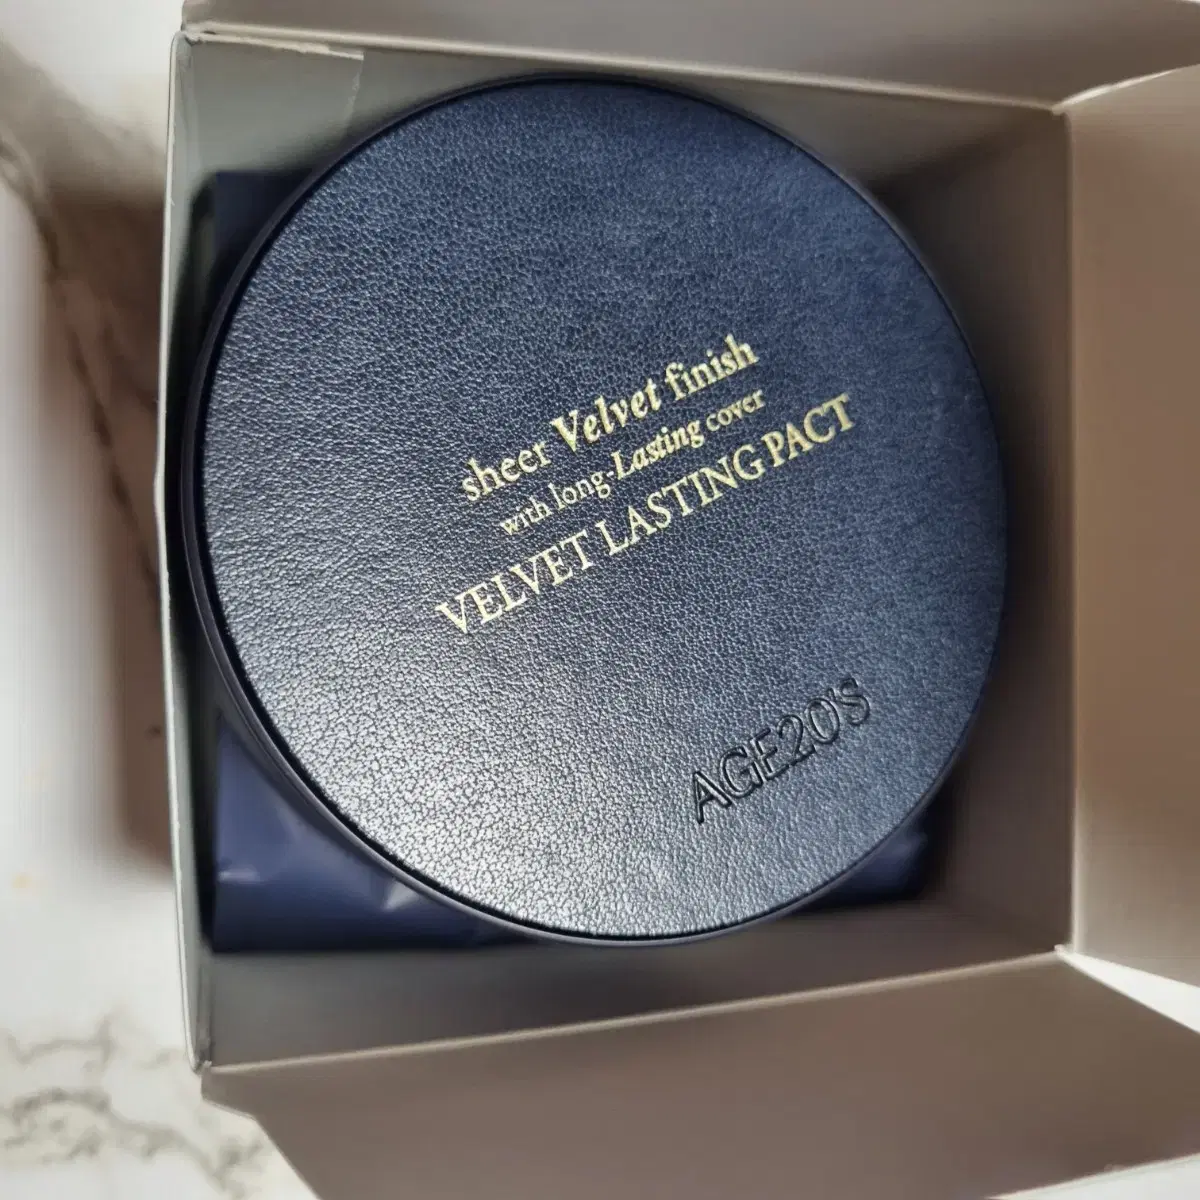 sheer Velvet finish
with long-Lasting cover
VELVET LASTING PACT
AGE20'S